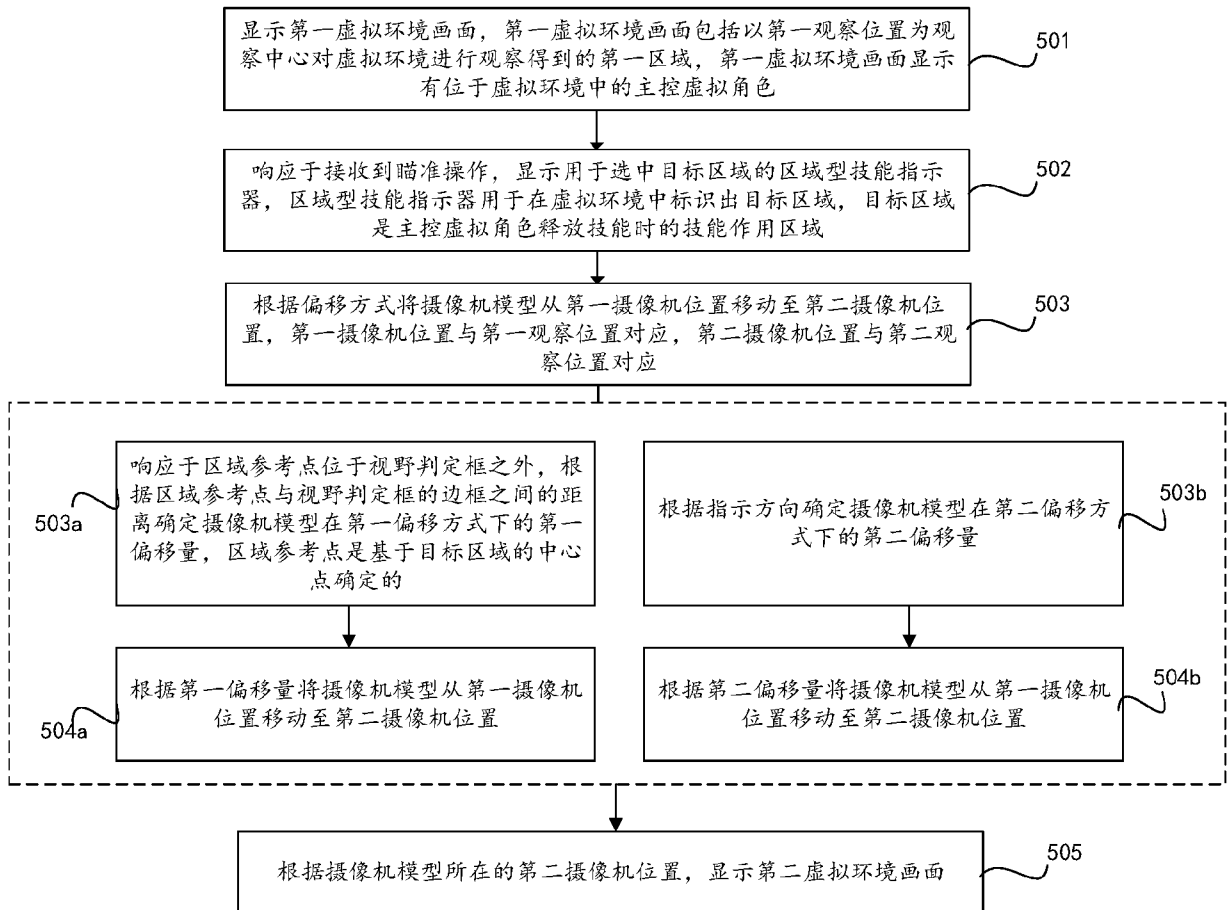 显示第一虚拟环境画面，第一虚拟环境画面包括以第一观察位置为观
察中心对虚拟环境进行观察得到的第一区域，第一虚拟环境画面显示
有位于虚拟环境中的主控虚拟角色
501
响应于接收到瞄准操作，显示用于选中目标区域的区域型技能指示
器，区域型技能指示器用于在虚拟环境中标识出目标区域，目标区域
是主控虚拟角色释放技能时的技能作用区域
502
根据偏移方式将摄像机模型从第一摄像机位置移动至第二摄像机位
置，第一摄像机位置与第一观察位置对应，第二摄像机位置与第二观
察位置对应
503
响应于区域参考点位于视野判定框之外，根
据区域参考点与视野判定框的边框之间的距
离确定摄像机模型在第一偏移方式下的第一
偏移量，区域参考点是基于目标区域的中心
点确定的
503a
根据指示方向确定摄像机模型在第二偏移方
式下的第二偏移量
503b
根据第一偏移量将摄像机模型从第一摄像机
位置移动至第二摄像机位置
504a
根据第二偏移量将摄像机模型从第一摄像机
位置移动至第二摄像机位置
504b
根据摄像机模型所在的第二摄像机位置，显示第二虚拟环境画面
505